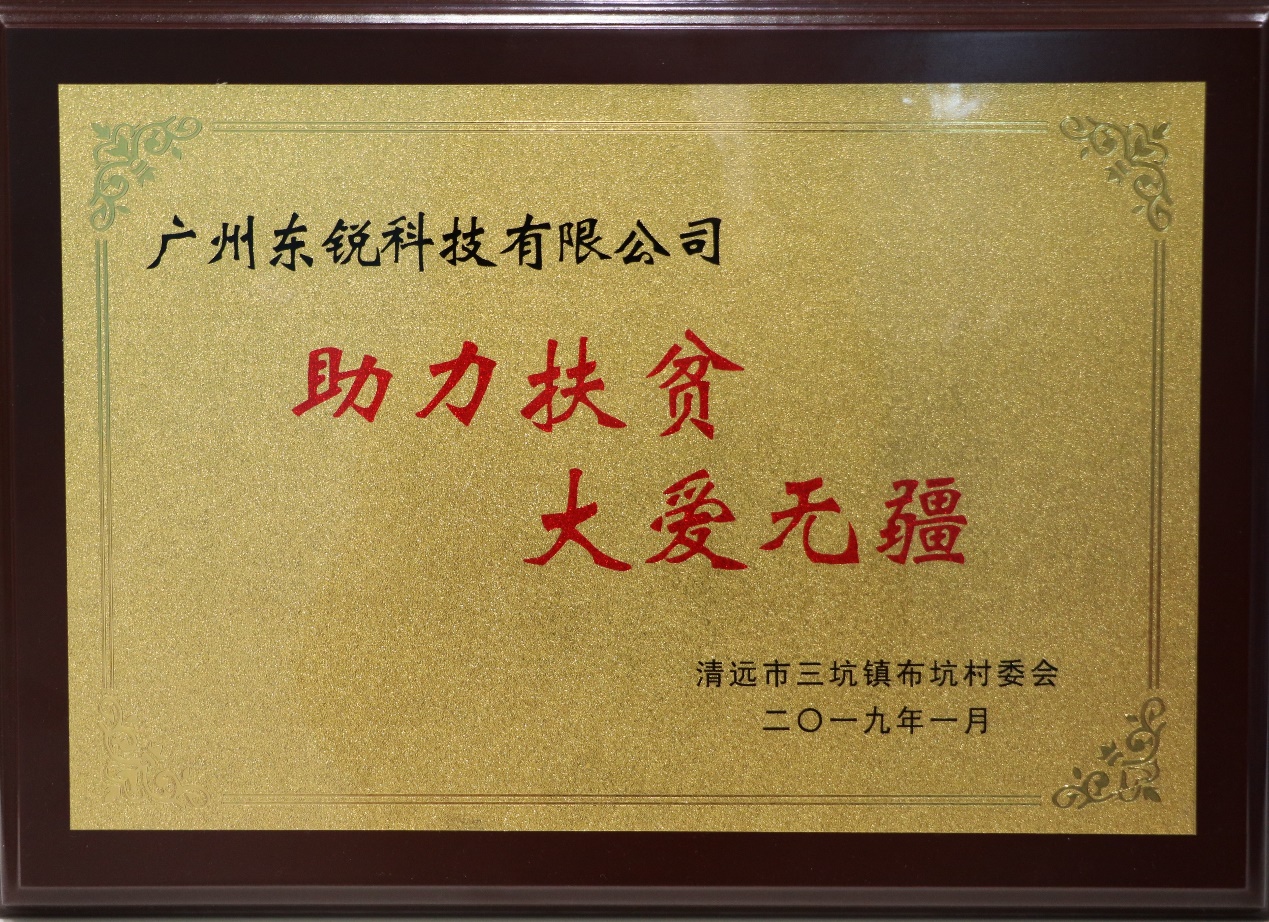 广州东锐科技有限公司
助力扶贫
大爱无疆
清远市三坑镇布坑村委会
二〇一九年一月